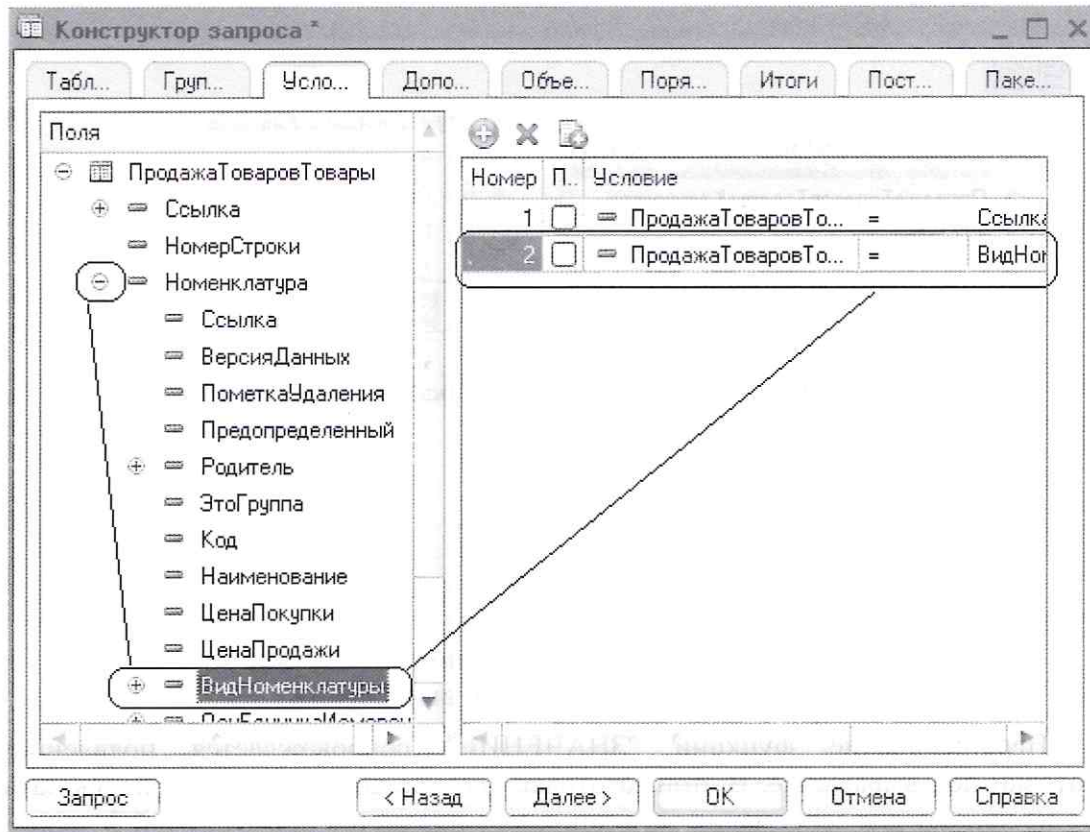 Конструктор запроса *
Табл... Груп... Усло... Допо... Объе... Поря... Итоги Пост... Паке...
Поля
ПродажаТоваровТовары
Ссылка
НомерСтроки
Номенклатура
Ссылка
ВерсияДанных
ПометкаУдаления
Предопределенный
Родитель
ЭтоГруппа
Код
Наименование
ЦенаПокупки
ЦенаПродажи
ВидНоменклатуры
Номер П.. Условие
1 ПродажаТоваровТо... = Ссылка
2 ПродажаТоваровТо... = ВидНом
Запрос < Назад Далее > ОК Отмена Справка